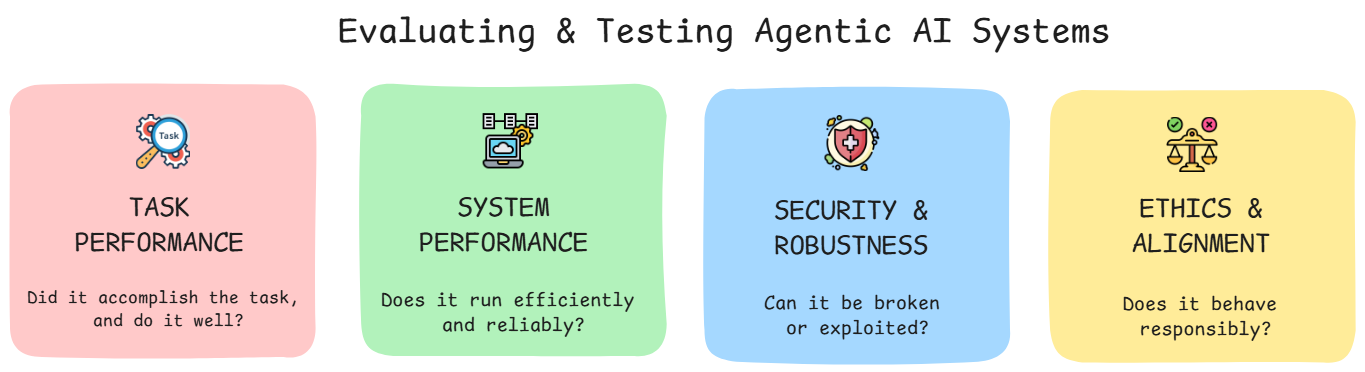 Evaluating & Testing Agentic AI Systems
Task
TASK
PERFORMANCE
Did it accomplish the task,
and do it well?
SYSTEM
PERFORMANCE
Does it run efficiently
and reliably?
SECURITY &
ROBUSTNESS
Can it be broken
or exploited?
ETHICS &
ALIGNMENT
Does it behave
responsibly?